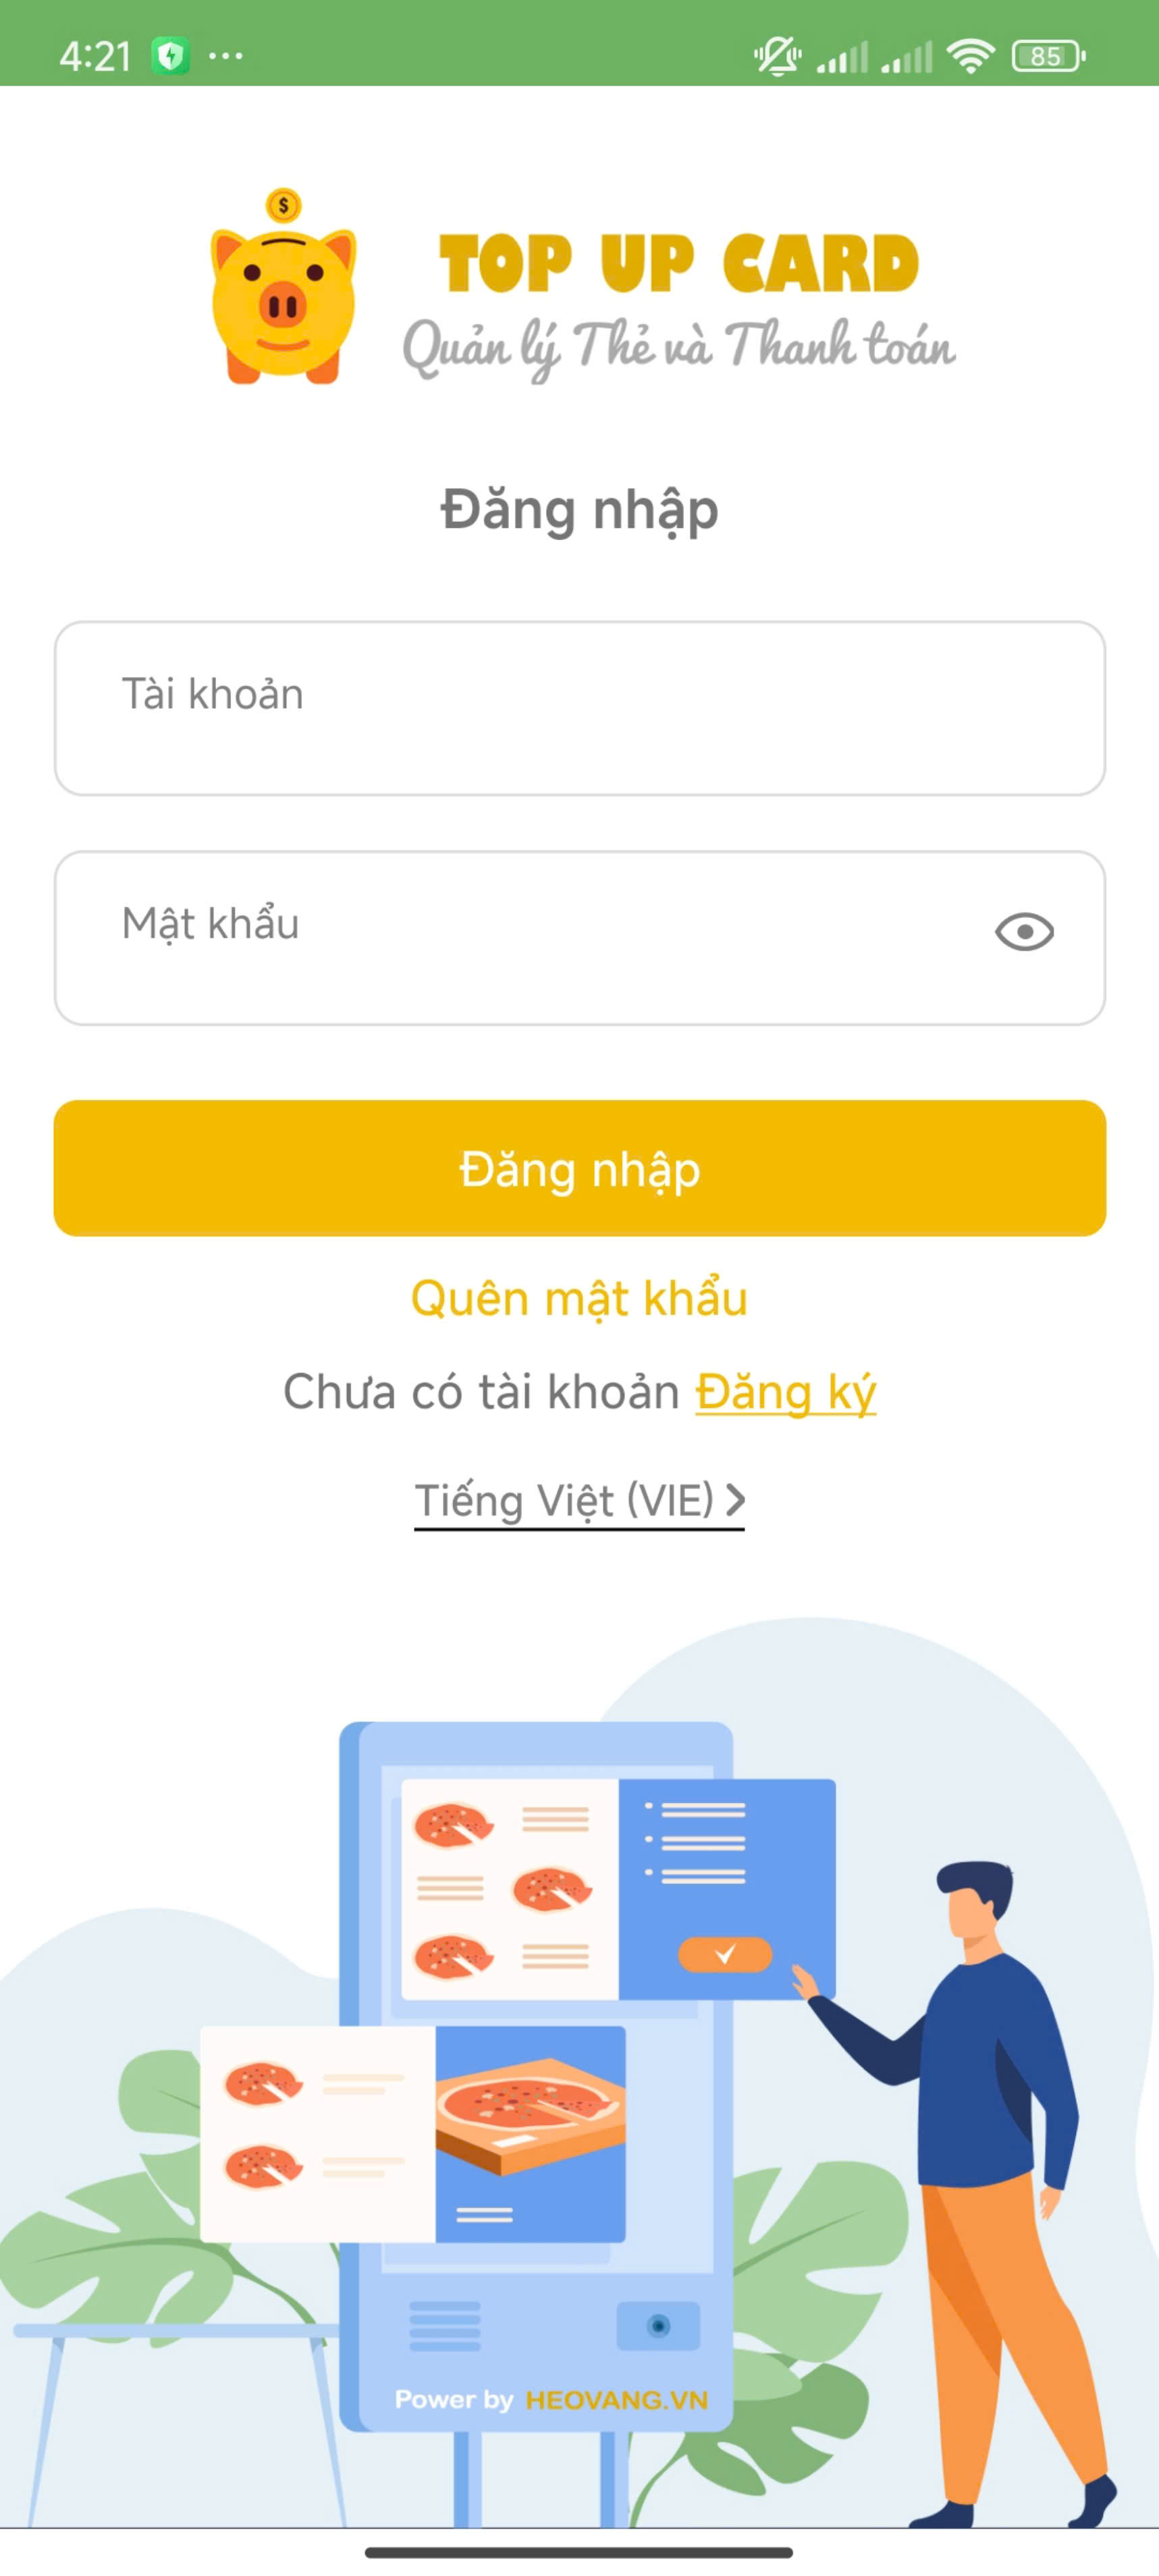 4:21
85
TOP UP CARD
Quản lý Thẻ và Thanh toán
Đăng nhập
Tài khoản
Mật khẩu
Đăng nhập
Quên mật khẩu
Chưa có tài khoản Đăng ký
Tiếng Việt (VIE)
Power by HEOVANG.VN